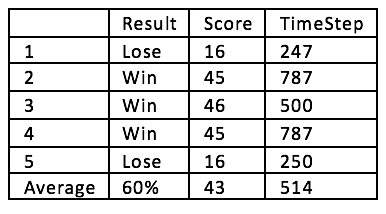 Result Score TimeStep
1 Lose 16 247
2 Win 45 787
3 Win 46 500
4 Win 45 787
5 Lose 16 250
Average 60% 43 514